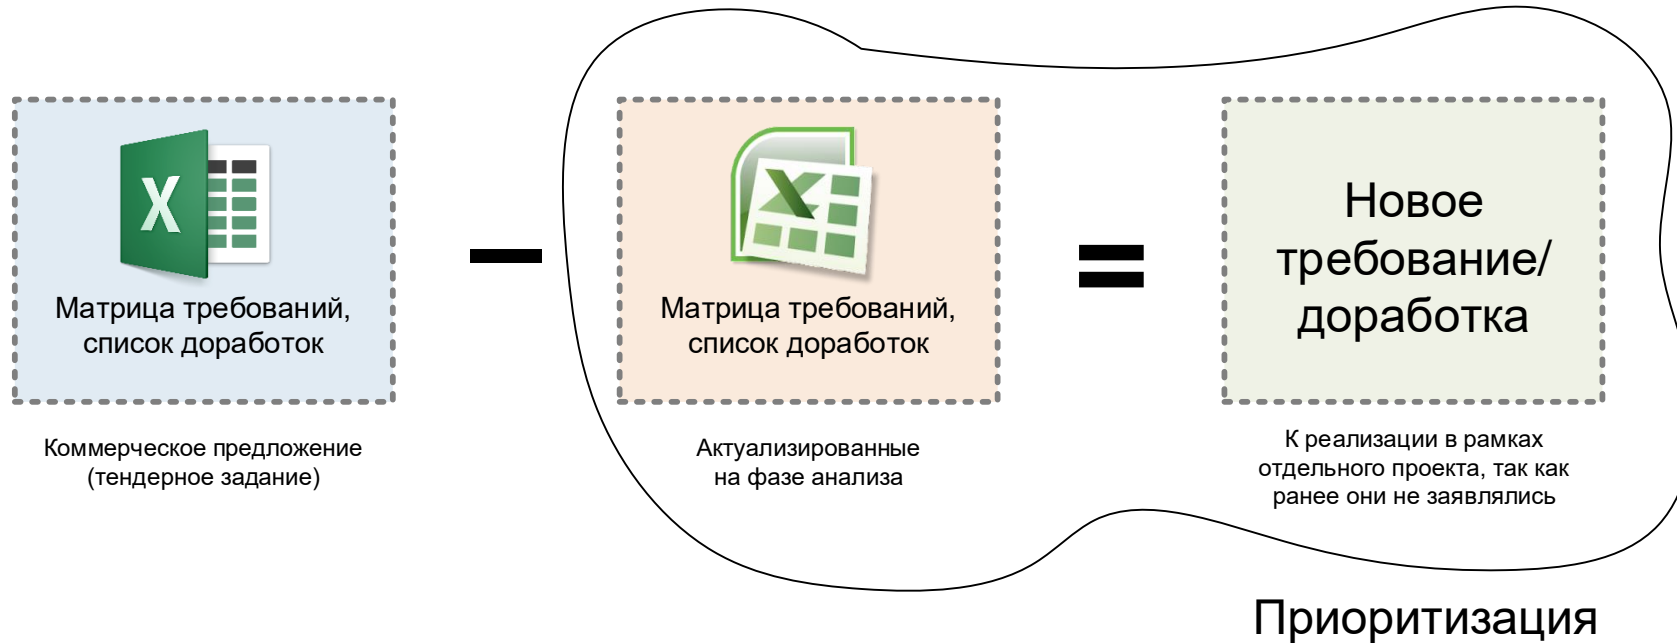 X
Матрица требований,
список доработок
Коммерческое предложение
(тендерное задание)
–
X
Матрица требований,
список доработок
Актуализированные
на фазе анализа
=
Новое
требование/
доработка
К реализации в рамках
отдельного проекта, так как
ранее они не заявлялись
Приоритизация